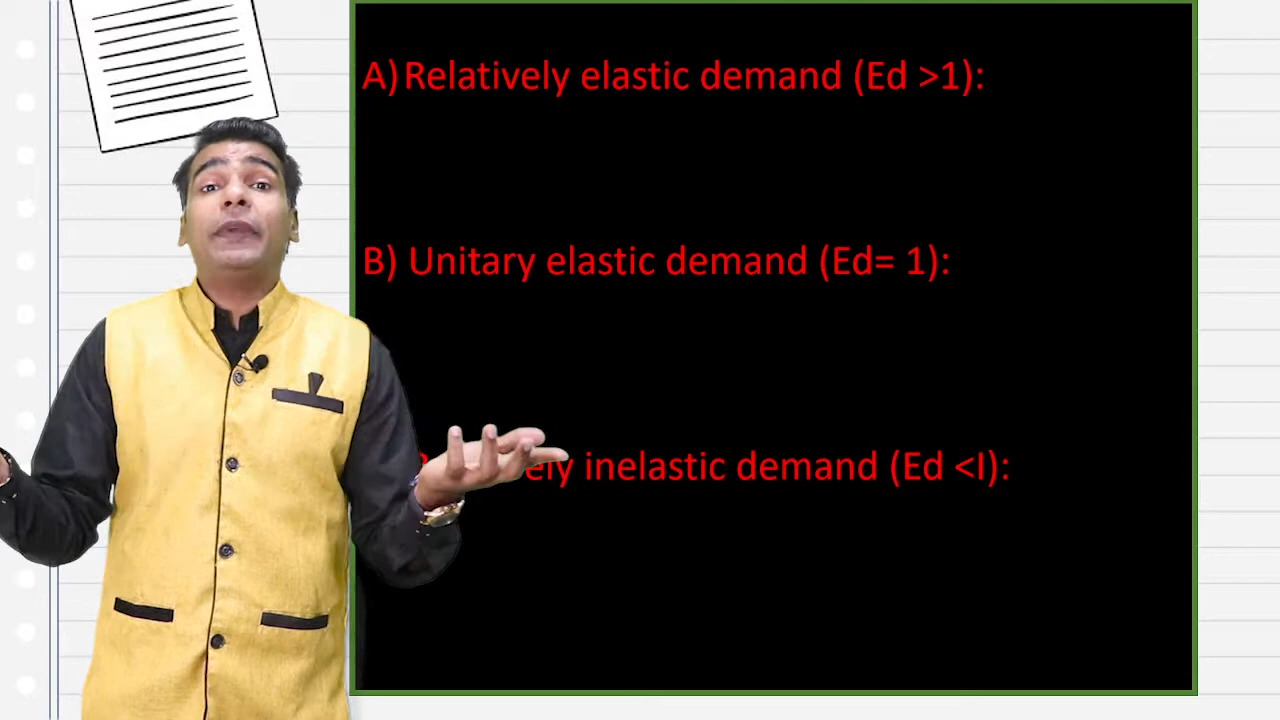 A) Relatively elastic demand (Ed >1):
B) Unitary elastic demand (Ed= 1):
inelastic demand (Ed <I):